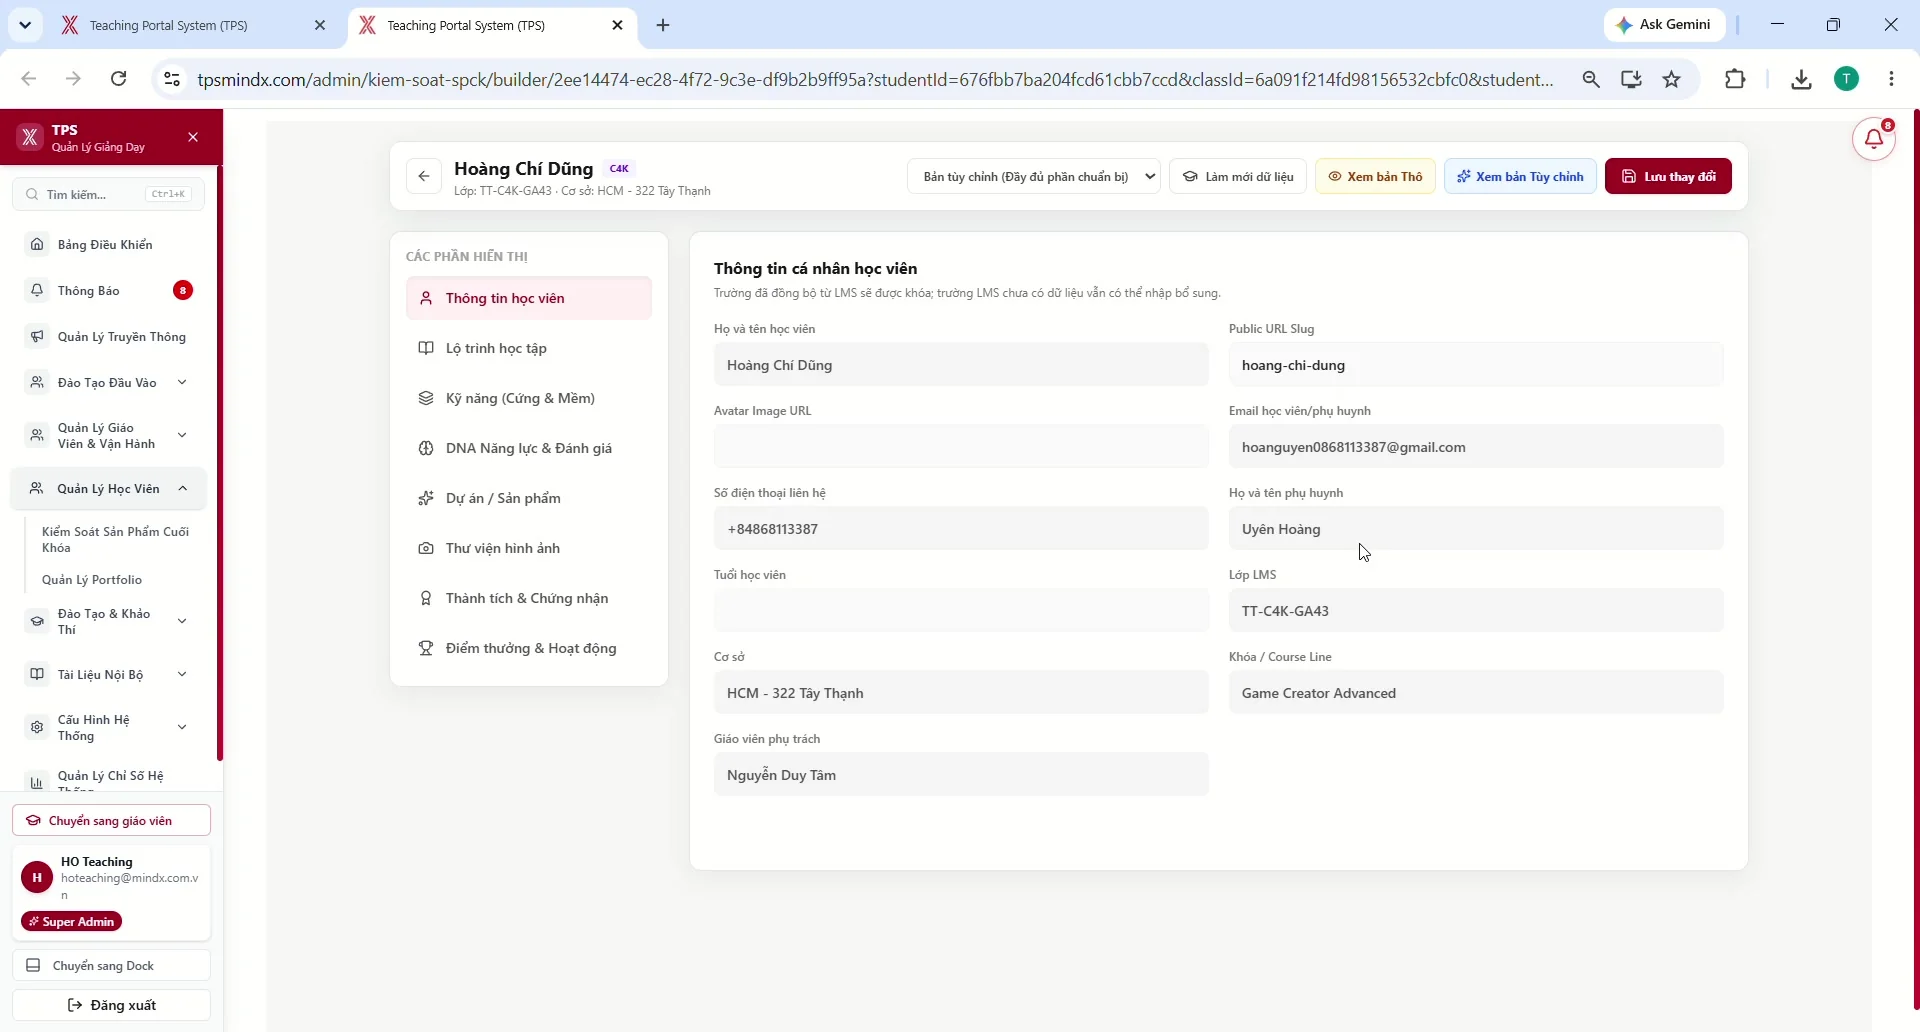 Teaching Portal System (TPS)
Teaching Portal System (TPS)
Ask Gemini
tpsmindx.com/admin/kiem-soat-spck/builder/2ee14474-ec28-4f72-9c3e-df9b2b9ff95a?studentId=676fbb7ba204fcd61cbb7ccd&classId=6a091f214fd98156532cbfc0&student...
T
TPS
Quản Lý Giảng Dạy
Tìm kiếm...
Ctrl+K
Bảng Điều Khiển
Thông Báo
8
Quản Lý Truyền Thông
Đào Tạo Đầu Vào
Quản Lý Giáo
Viên & Vận Hành
Quản Lý Học Viên
Kiểm Soát Sản Phẩm Cuối
Khóa
Quản Lý Portfolio
Đào Tạo & Khảo
Thí
Tài Liệu Nội Bộ
Cấu Hình Hệ
Thống
Quản Lý Chỉ Số Hệ
Thống
Chuyển sang giáo viên
H
HO Teaching
hoteaching@mindx.com.v
n
Super Admin
Chuyển sang Dock
Đăng xuất
8
Hoàng Chí Dũng
C4K
Lớp: TT-C4K-GA43 · Cơ sở: HCM - 322 Tây Thạnh
Bản tùy chỉnh (Đầy đủ phần chuẩn bị)
Làm mới dữ liệu
Xem bản Thô
Xem bản Tùy chỉnh
Lưu thay đổi
CÁC PHẦN HIỂN THỊ
Thông tin học viên
Lộ trình học tập
Kỹ năng (Cứng & Mềm)
DNA Năng lực & Đánh giá
Dự án / Sản phẩm
Thư viện hình ảnh
Thành tích & Chứng nhận
Điểm thưởng & Hoạt động
Thông tin cá nhân học viên
Trường đã đồng bộ từ LMS sẽ được khóa; trường LMS chưa có dữ liệu vẫn có thể nhập bổ sung.
Họ và tên học viên
Hoàng Chí Dũng
Public URL Slug
hoang-chi-dung
Avatar Image URL
Email học viên/phụ huynh
hoanguyen0868113387@gmail.com
Số điện thoại liên hệ
+84868113387
Họ và tên phụ huynh
Uyên Hoàng
Tuổi học viên
Lớp LMS
TT-C4K-GA43
Cơ sở
HCM - 322 Tây Thạnh
Khóa / Course Line
Game Creator Advanced
Giáo viên phụ trách
Nguyễn Duy Tâm